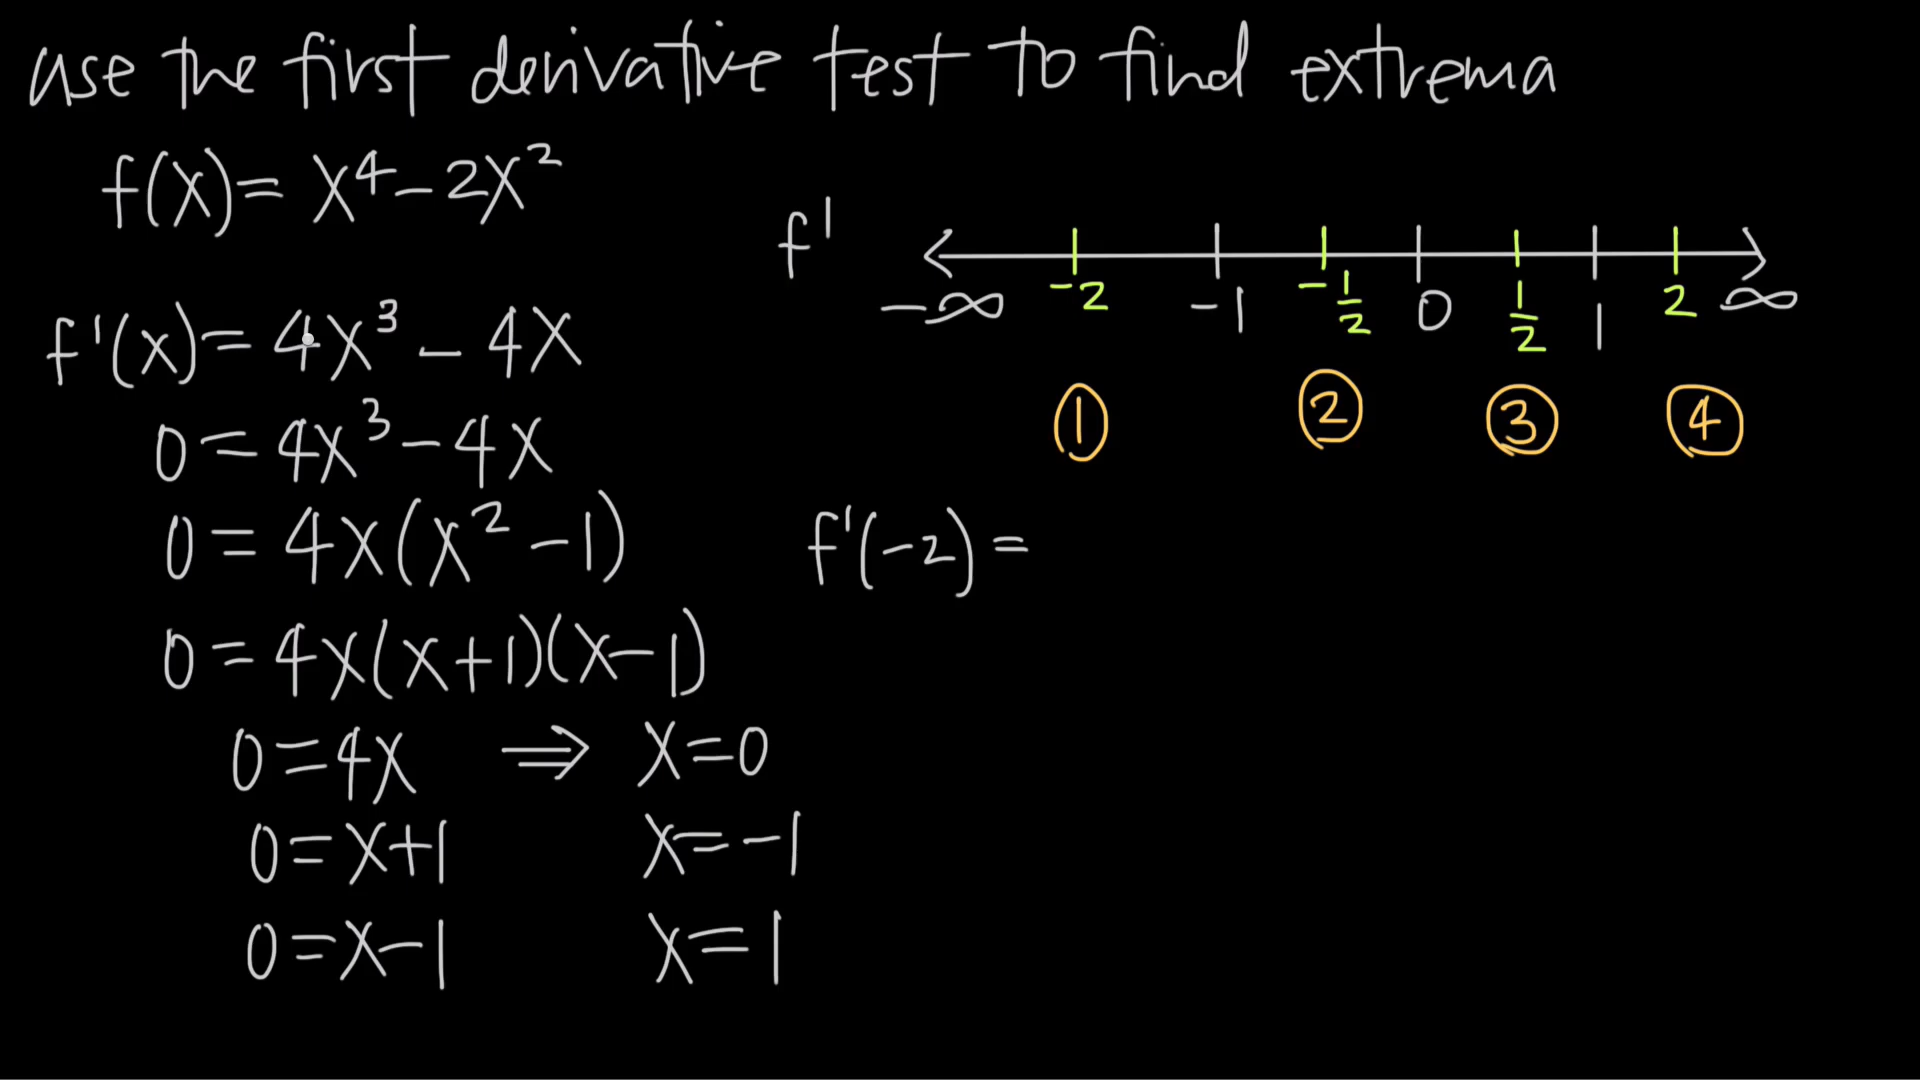 use the first derivative test to find extrema
f(x) = x⁴ - 2x²
f'(x) = 4x³ - 4x
0 = 4x³ - 4x
0 = 4x(x² - 1)
0 = 4x(x+1)(x-1)
0 = 4x ⇒ x = 0
0 = x+1 x = -1
0 = x-1 x = 1
f'
-∞ -2 -1 -1/2 0 1/2 1 2 ∞
① ② ③ ④
f'(-2) =